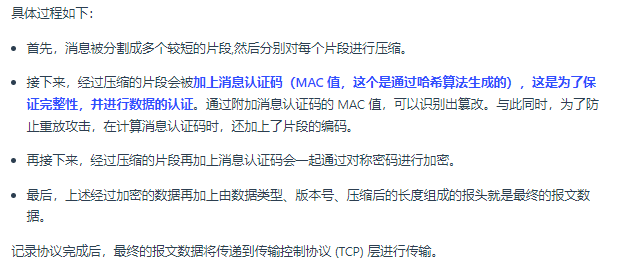 具体过程如下：
首先，消息被分割成多个较短的片段,然后分别对每个片段进行压缩。
接下来，经过压缩的片段会被加上消息认证码（MAC 值，这个是通过哈希算法生成的），这是为了保
证完整性，并进行数据的认证。通过附加消息认证码的 MAC 值，可以识别出篡改。与此同时，为了防
止重放攻击，在计算消息认证码时，还加上了片段的编码。
再接下来，经过压缩的片段再加上消息认证码会一起通过对称密码进行加密。
最后，上述经过加密的数据再加上由数据类型、版本号、压缩后的长度组成的报头就是最终的报文数
据。
记录协议完成后，最终的报文数据将传递到传输控制协议 (TCP) 层进行传输。